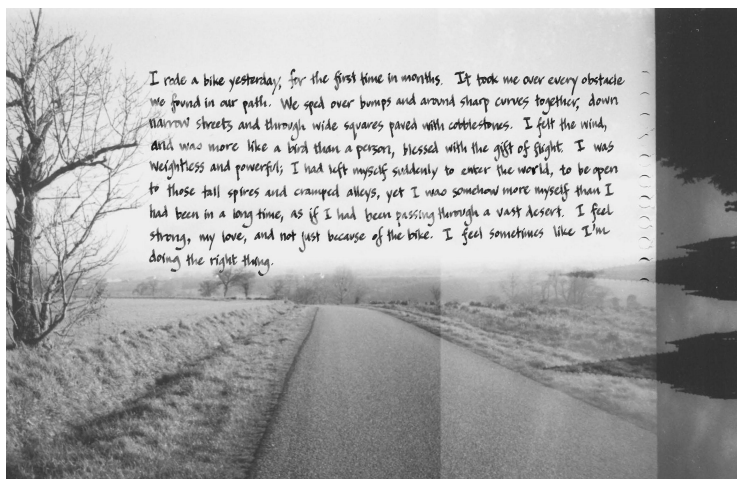 I rode a bike yesterday, for the first time in months. It took me over every obstacle
we found in our path. We sped over bumps and around sharp curves together, down
narrow streets and through wide squares paved with cobblestones. I felt the wind,
and was more like a bird than a person, blessed with the gift of flight. I was
weightless and powerful; I had left myself suddenly to enter the world, to be open
to those tall spires and cramped alleys, yet I was somehow more myself than I
had been in a long time, as if I had been passing through a vast desert. I feel
strong, my love, and not just because of the bike. I feel sometimes like I'm
doing the right thing.